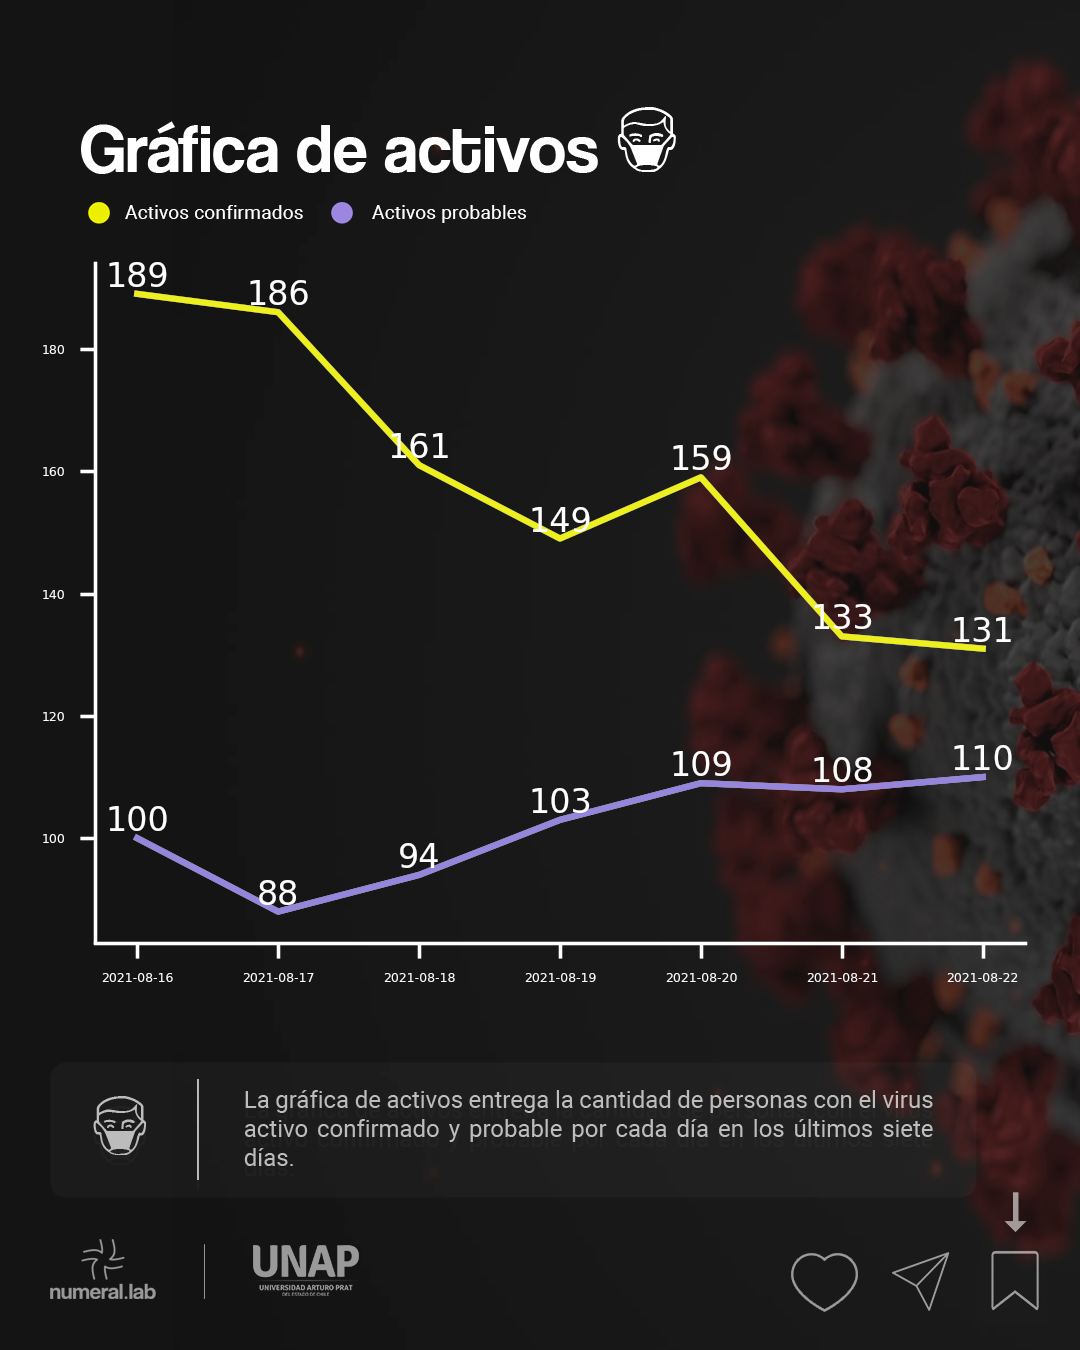 Gráfica de activos
Activos confirmados Activos probables
189
186
180
161
160
159
149
140
133
131
120
110
109
108
103
100
100
94
88
2021-08-16 2021-08-17 2021-08-18 2021-08-19 2021-08-20 2021-08-21 2021-08-22
La gráfica de activos entrega la cantidad de personas con el virus
activo confirmado y probable por cada día en los últimos siete
días.
numeral.lab
UNAP
UNIVERSIDAD ARTURO PRAT
DEL ESTADO DE CHILE